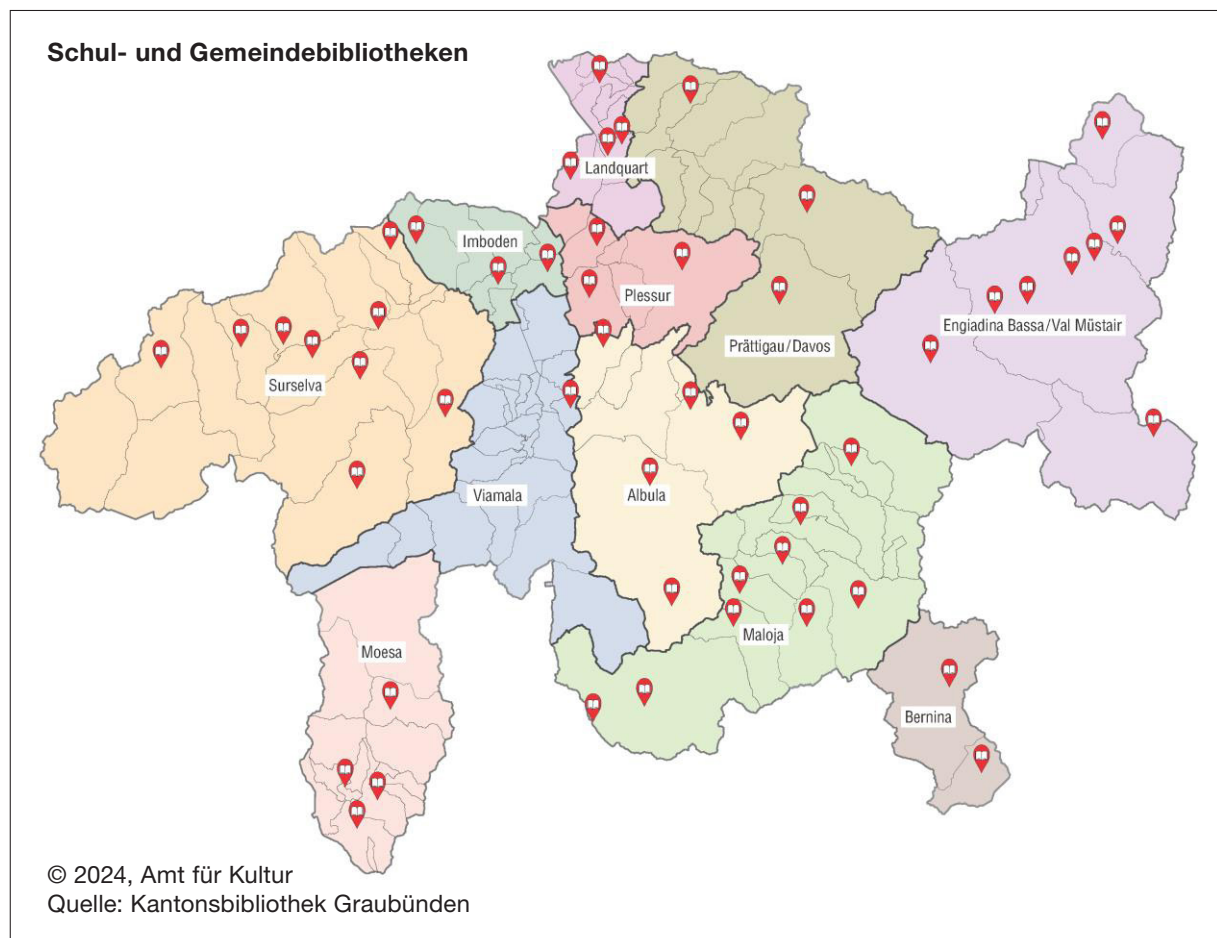 Schul- und Gemeindebibliotheken
Landquart
Imboden
Plessur
Engiadina Bassa/Val Müstair
Prättigau/Davos
Surselva
Viamala
Albula
Maloja
Moesa
Bernina
© 2024, Amt für Kultur
Quelle: Kantonsbibliothek Graubünden